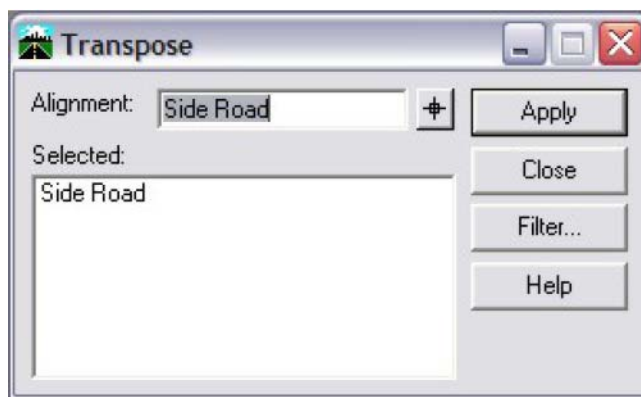 Transpose
Alignment: Side Road
Apply
Selected:
Side Road
Close
Filter...
Help